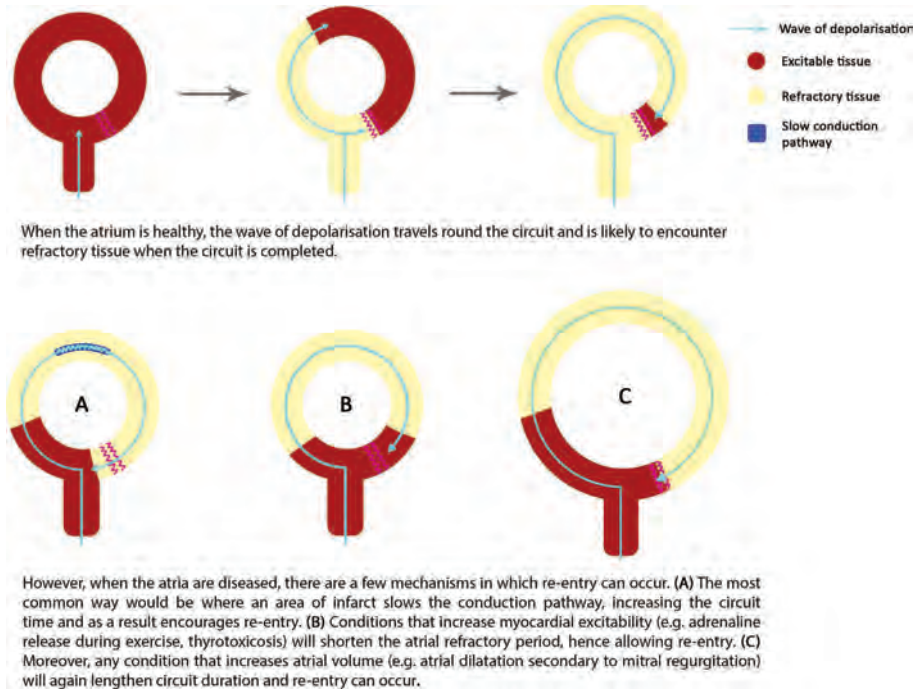 Wave of depolarisation
Excitable tissue
Refractory tissue
Slow conduction
pathway
When the atrium is healthy, the wave of depolarisation travels round the circuit and is likely to encounter
refractory tissue when the circuit is completed.
A
B
C
However, when the atria are diseased, there are a few mechanisms in which re-entry can occur. (A) The most
common way would be where an area of infarct slows the conduction pathway, increasing the circuit
time and as a result encourages re-entry. (B) Conditions that increase myocardial excitability (e.g. adrenaline
release during exercise, thyrotoxicosis) will shorten the atrial refractory period, hence allowing re-entry. (C)
Moreover, any condition that increases atrial volume (e.g. atrial dilatation secondary to mitral regurgitation)
will again lengthen circuit duration and re-entry can occur.